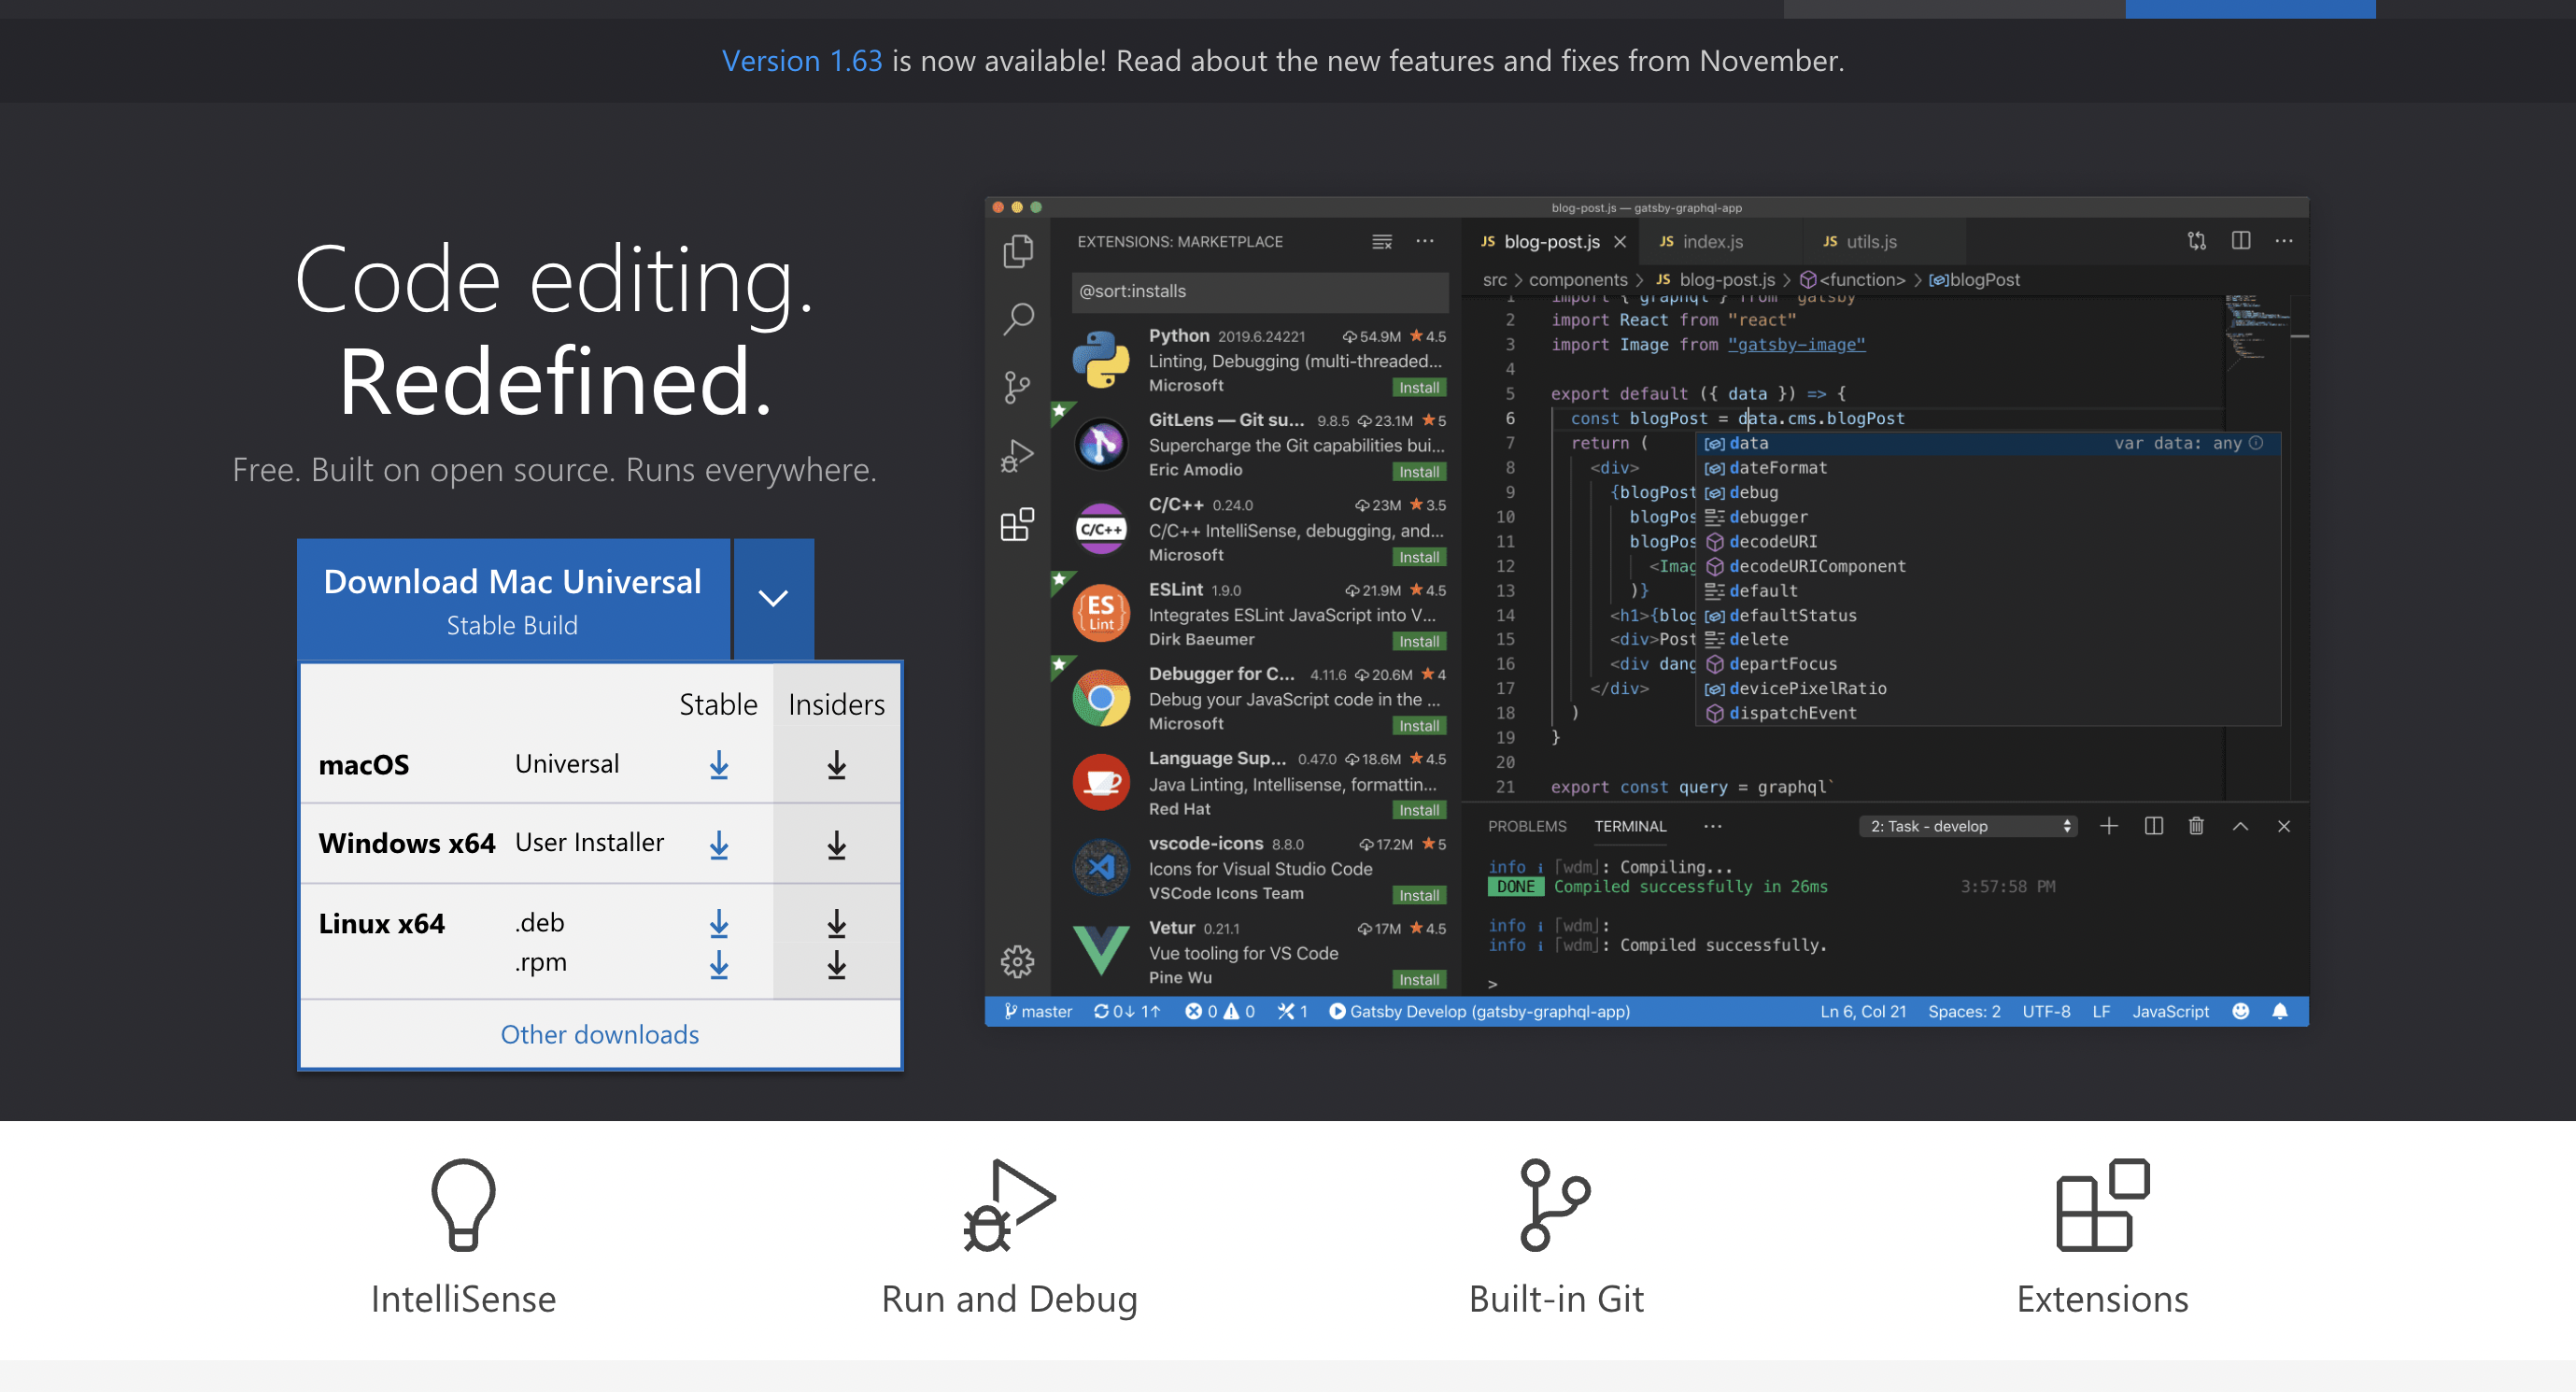 Version 1.63 is now available! Read about the new features and fixes from November.
Code editing.
Redefined.
Free. Built on open source. Runs everywhere.
Download Mac Universal
Stable Build
Stable Insiders
macOS Universal
Windows x64 User Installer
Linux x64 .deb
.rpm
Other downloads
blog-post.js — gatsby-graphql-app
EXTENSIONS: MARKETPLACE
@sort:installs
Python 2019.6.24221 54.9M 4.5
Linting, Debugging (multi-threaded...
Microsoft Install
GitLens — Git su... 9.8.5 23.1M 5
Supercharge the Git capabilities bui...
Eric Amodio Install
C/C++
C/C++ 0.24.0 23M 3.5
C/C++ IntelliSense, debugging, and...
Microsoft Install
ES
Lint
ESLint 1.9.0 21.9M 4.5
Integrates ESLint JavaScript into V...
Dirk Baeumer Install
Debugger for C... 4.11.6 20.6M 4
Debug your JavaScript code in the ...
Microsoft Install
Language Sup... 0.47.0 18.6M 4.5
Java Linting, Intellisense, formattin...
Red Hat Install
vscode-icons 8.8.0 17.2M 5
Icons for Visual Studio Code
VSCode Icons Team Install
Vetur 0.21.1 17M 4.5
Vue tooling for VS Code
Pine Wu Install
JS blog-post.js JS index.js JS utils.js
src > components > JS blog-post.js > <function> > blogPost
1 import { graphql } from "gatsby"
2 import React from "react"
3 import Image from "gatsby-image"
4
5 export default ({ data }) => {
6 const blogPost = data.cms.blogPost
7 return (
8 <div>
9 {blogPost
10 blogPos
11 blogPos
12 <Imag
13 )}
14 <h1>{blog
15 <div>Post
16 <div dang
17 </div>
18 )
19 }
20
21 export const query = graphql`
data var data: any
dateFormat
debug
debugger
decodeURI
decodeURIComponent
default
defaultStatus
delete
departFocus
devicePixelRatio
dispatchEvent
PROBLEMS TERMINAL ... 2: Task - develop
info i ｢wdm｣: Compiling...
DONE Compiled successfully in 26ms 3:57:58 PM
info i ｢wdm｣:
info i ｢wdm｣: Compiled successfully.
>
master 0↓ 1↑ 0 0 1 Gatsby Develop (gatsby-graphql-app) Ln 6, Col 21 Spaces: 2 UTF-8 LF JavaScript
IntelliSense
Run and Debug
Built-in Git
Extensions